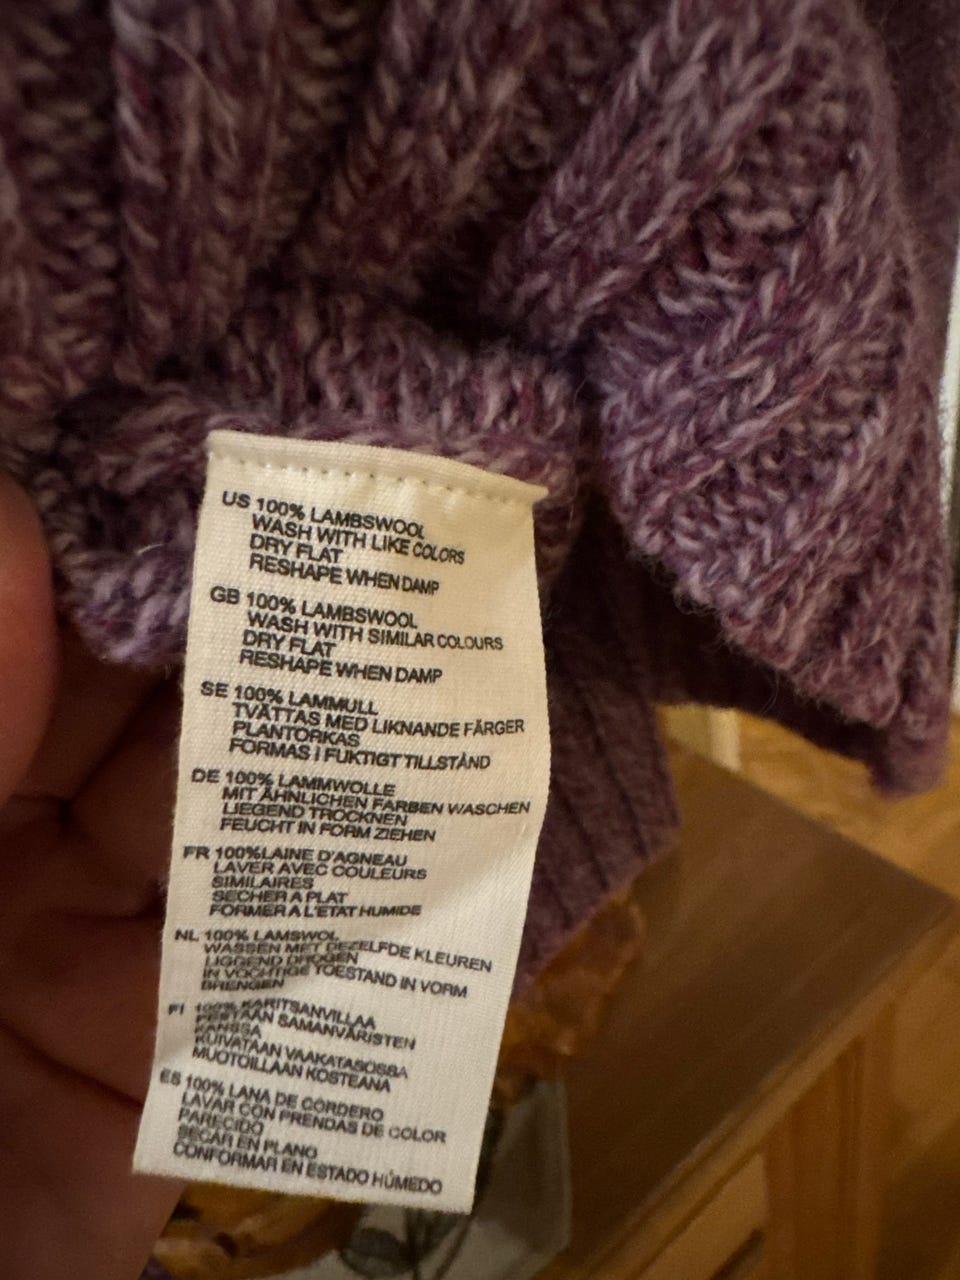 US 100% LAMBSWOOL
WASH WITH LIKE COLORS
DRY FLAT
RESHAPE WHEN DAMP
GB 100% LAMBSWOOL
WASH WITH SIMILAR COLOURS
DRY FLAT
RESHAPE WHEN DAMP
SE 100% LAMMULL
TVÄTTAS MED LIKNANDE FÄRGER
PLANTORKAS
FORMAS I FUKTIGT TILLSTÅND
DE 100% LAMMWOLLE
MIT ÄHNLICHEN FARBEN WASCHEN
LIEGEND TROCKNEN
FEUCHT IN FORM ZIEHEN
FR 100%LAINE D'AGNEAU
LAVER AVEC COULEURS
SIMILAIRES
SECHER A PLAT
FORMER A L'ETAT HUMIDE
NL 100% LAMSWOL
WASSEN MET DEZELFDE KLEUREN
LIGGEND DROGEN
IN VOCHTIGE TOESTAND IN VORM
BRENGEN
FI 100% KARITSANVILLAA
PESTÄÄN SAMANVÄRISTEN
KANSSA
KUIVATAAN VAAKATASOSSA
MUOTOILLAAN KOSTEANA
ES 100% LANA DE CORDERO
LAVAR CON PRENDAS DE COLOR
PARECIDO
SECAR EN PLANO
CONFORMAR EN ESTADO HÚMEDO